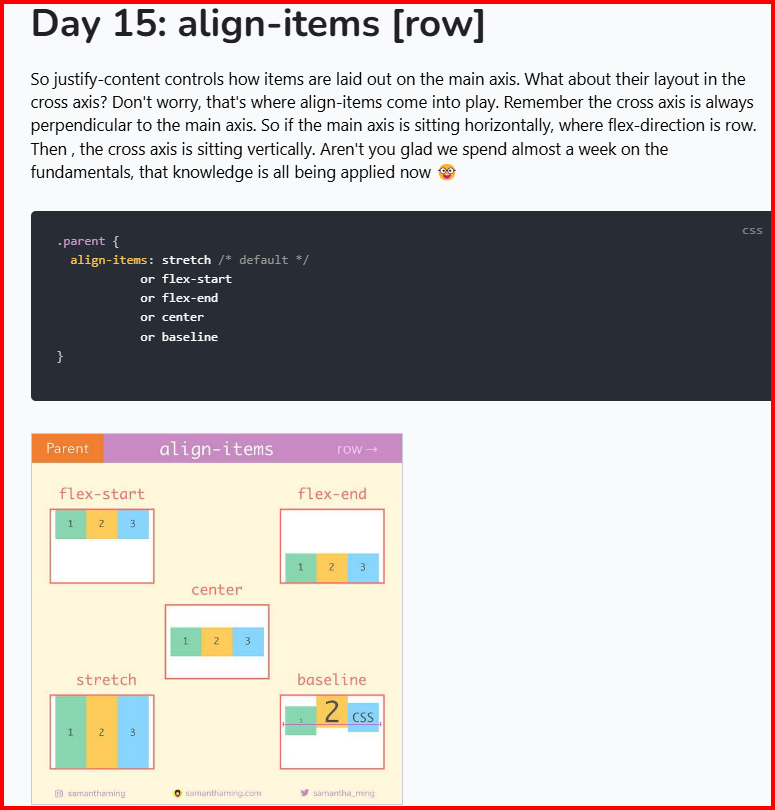 Day 15: align-items [row]
So justify-content controls how items are laid out on the main axis. What about their layout in the
cross axis? Don't worry, that's where align-items come into play. Remember the cross axis is always
perpendicular to the main axis. So if the main axis is sitting horizontally, where flex-direction is row.
Then , the cross axis is sitting vertically. Aren't you glad we spend almost a week on the
fundamentals, that knowledge is all being applied now 🤓
css
.parent {
  align-items: stretch /* default */
            or flex-start
            or flex-end
            or center
            or baseline
}
Parent align-items row→
flex-start flex-end
1 2 3
1 2 3
center
1 2 3
stretch baseline
1 2 CSS
1 2 3
samanthaming samanthaming.com samantha_ming